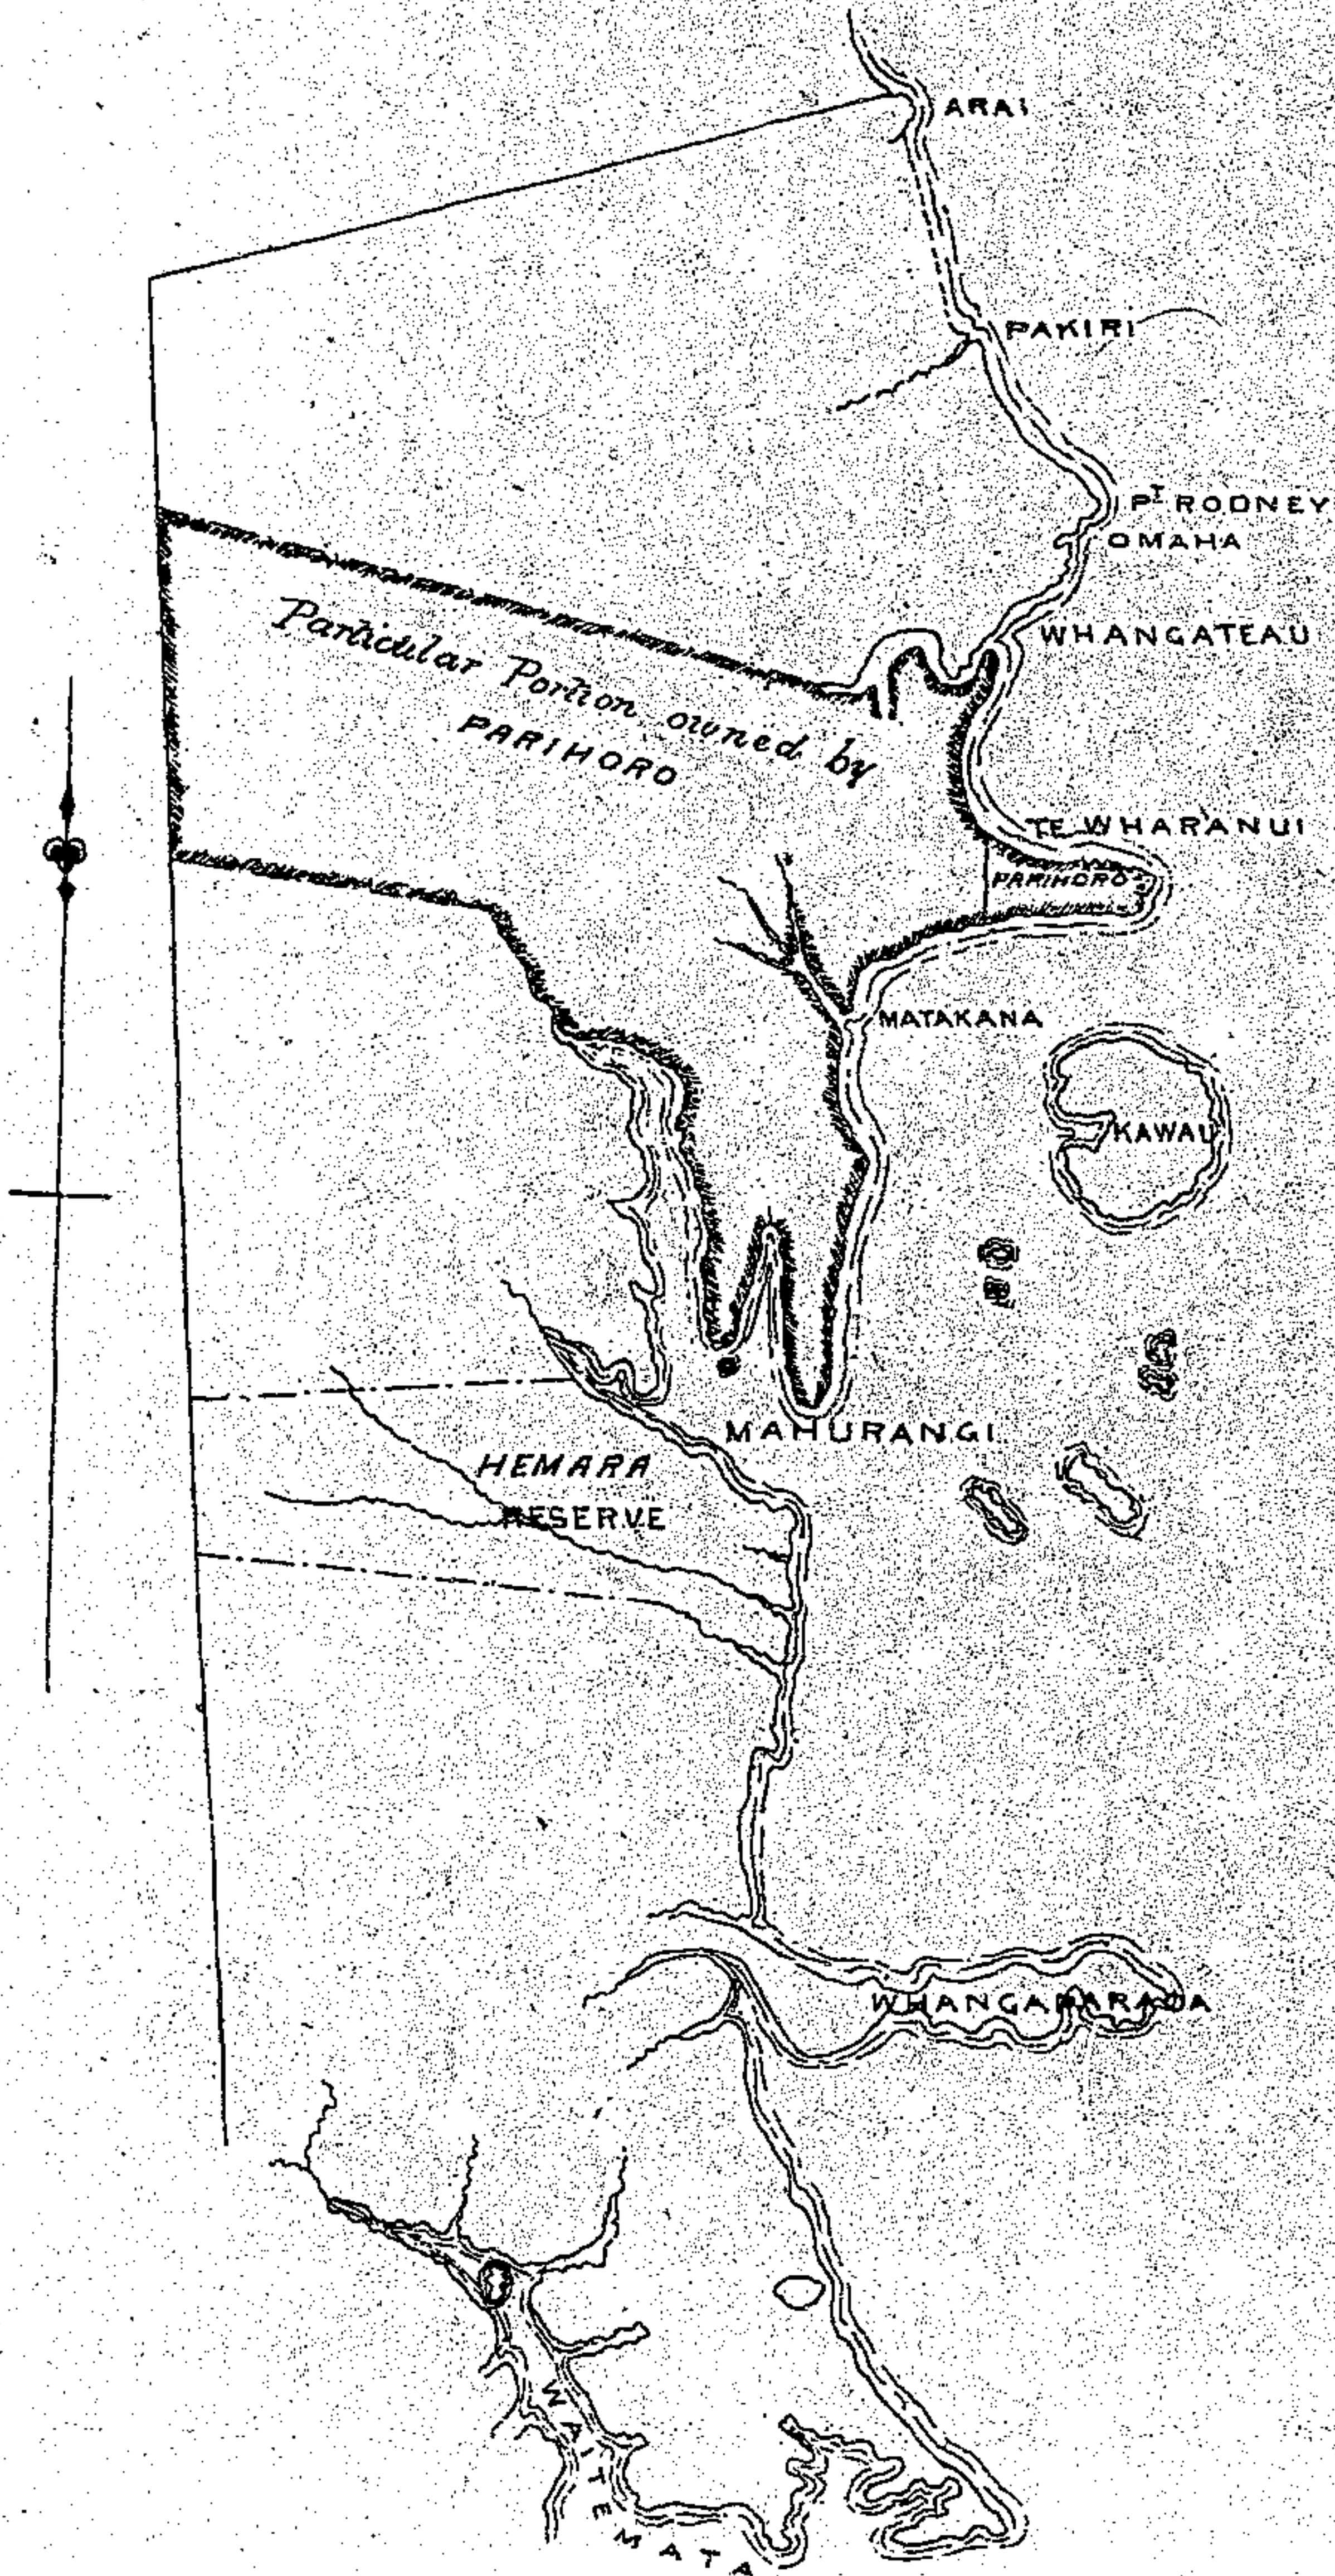 ARAI
PAKIRI
PT RODNEY
OMAHA
WHANGATEAU
Particular Portion owned by
PARIHORO
TE WHARANUI
PARIHORO
MATAKANA
KAWAU
MAHURANGI
HEMARA
RESERVE
WHANGAPARAOA
WAITEMATA